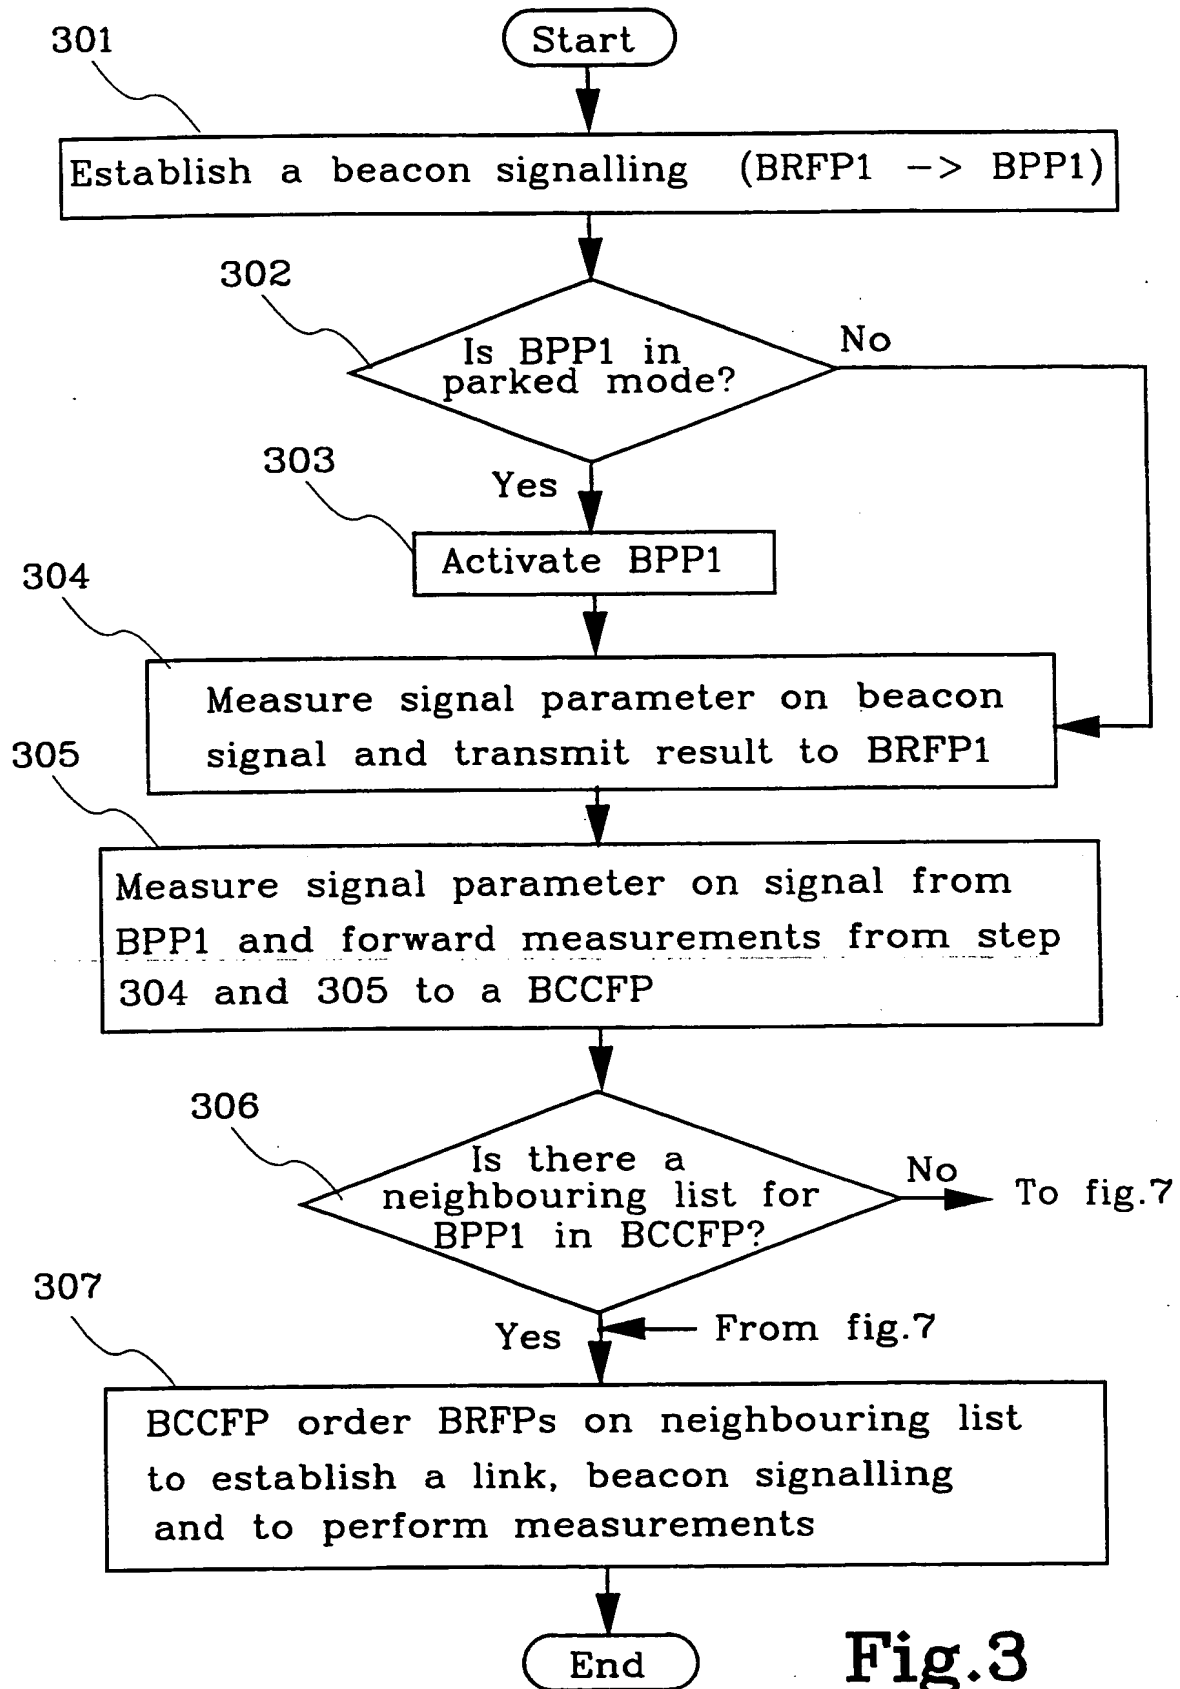 301
Start
Establish a beacon signalling (BRFP1 -> BPP1)
302
Is BPP1 in
parked mode?
No
303
Yes
Activate BPP1
304
Measure signal parameter on beacon
signal and transmit result to BRFP1
305
Measure signal parameter on signal from
BPP1 and forward measurements from step
304 and 305 to a BCCFP
306
Is there a
neighbouring list for
BPP1 in BCCFP?
No
To fig.7
307
Yes
From fig.7
BCCFP order BRFPs on neighbouring list
to establish a link, beacon signalling
and to perform measurements
End
Fig.3